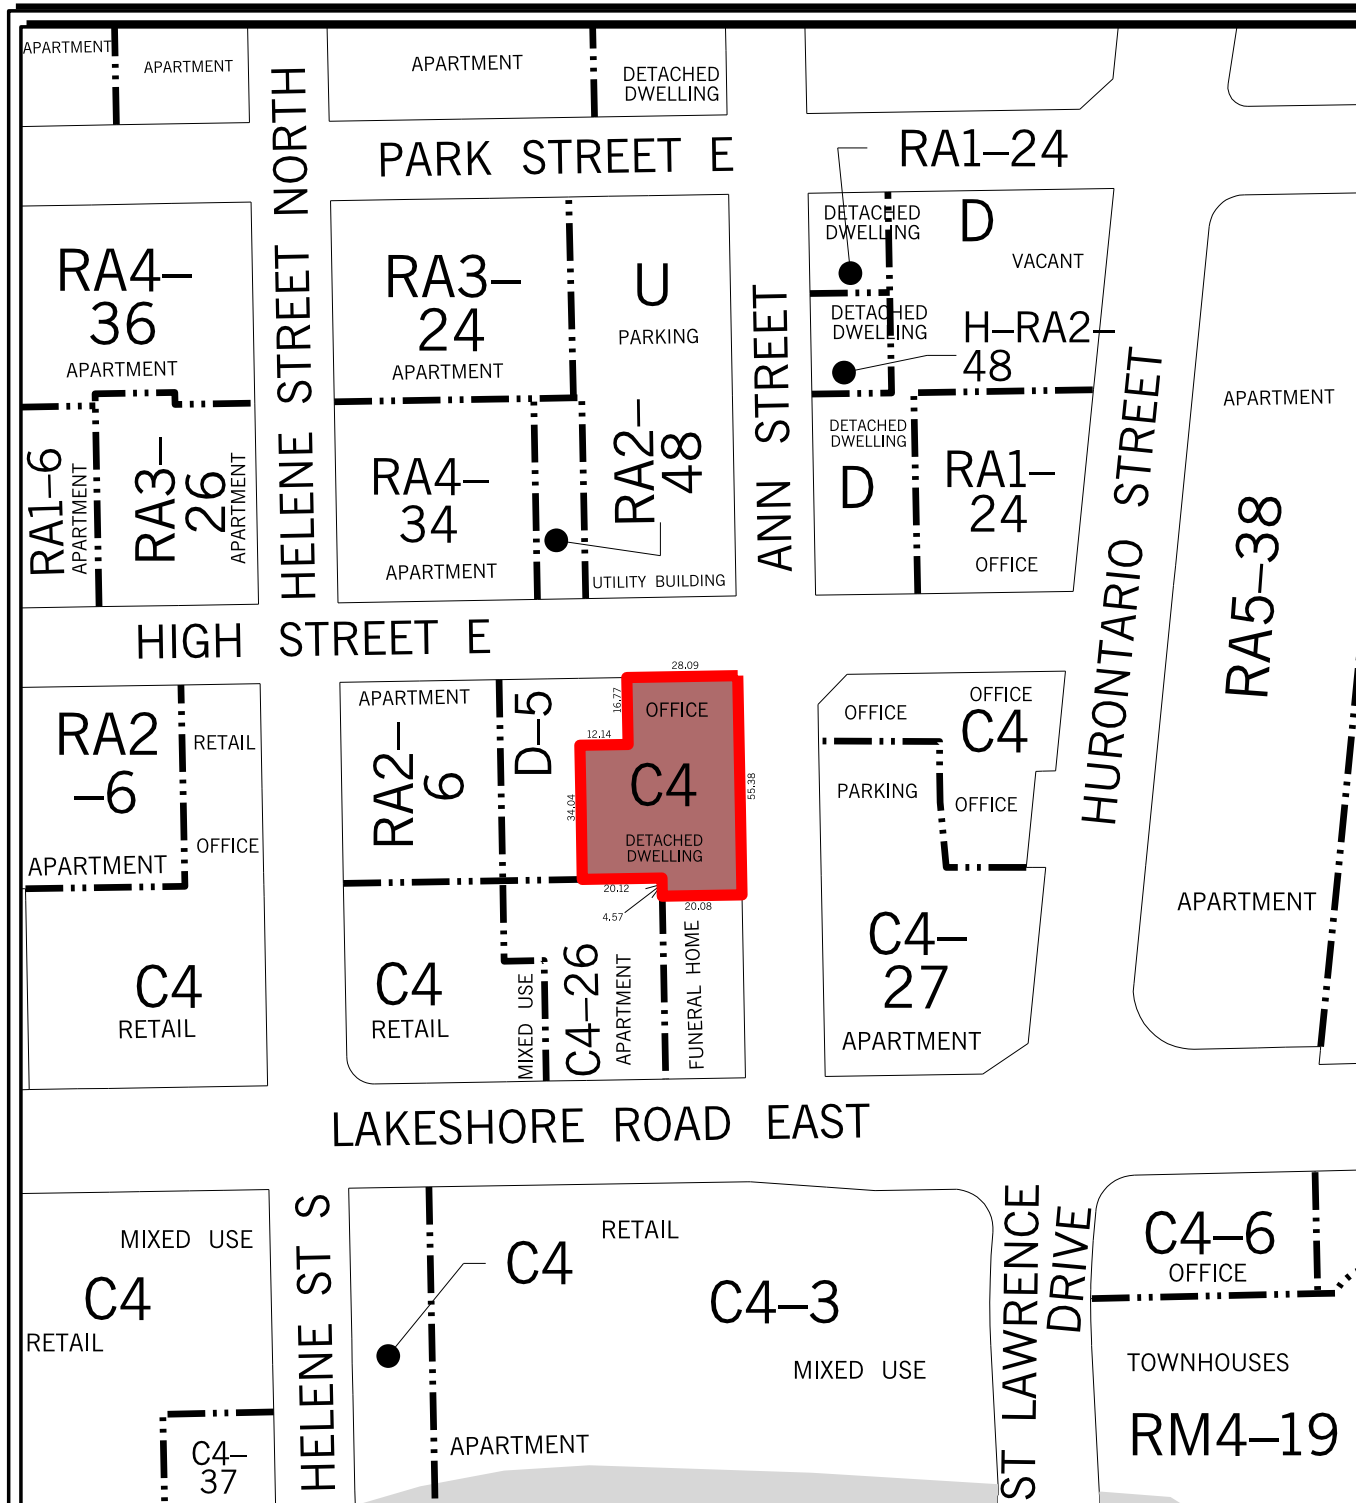 APARTMENT
APARTMENT
APARTMENT
DETACHED
DWELLING
PARK STREET E
RA1–24
HELENE STREET NORTH
RA4–
36
APARTMENT
RA3–
24
APARTMENT
U
PARKING
DETACHED
DWELLING
D
VACANT
DETACHED
DWELLING
H–RA2–
48
ANN STREET
HURONTARIO STREET
APARTMENT
RA1–6
APARTMENT
RA3–
26
APARTMENT
RA4–
34
APARTMENT
RA2–
48
UTILITY BUILDING
DETACHED
DWELLING
D
RA1–
24
OFFICE
RA5–38
HIGH STREET E
RA2
–6
APARTMENT
RETAIL
OFFICE
APARTMENT
RA2–
6
D–5
28.09
16.77
OFFICE
12.14
C4
34.04
55.38
DETACHED
DWELLING
20.12
4.57
20.08
OFFICE
OFFICE
C4
PARKING
OFFICE
APARTMENT
C4
RETAIL
C4
RETAIL
MIXED USE
C4–26
APARTMENT
FUNERAL HOME
C4–
27
APARTMENT
LAKESHORE ROAD EAST
MIXED USE
C4
RETAIL
C4–
37
HELENE ST S
C4
RETAIL
C4–3
MIXED USE
APARTMENT
ST LAWRENCE
DRIVE
C4–6
OFFICE
TOWNHOUSES
RM4–19